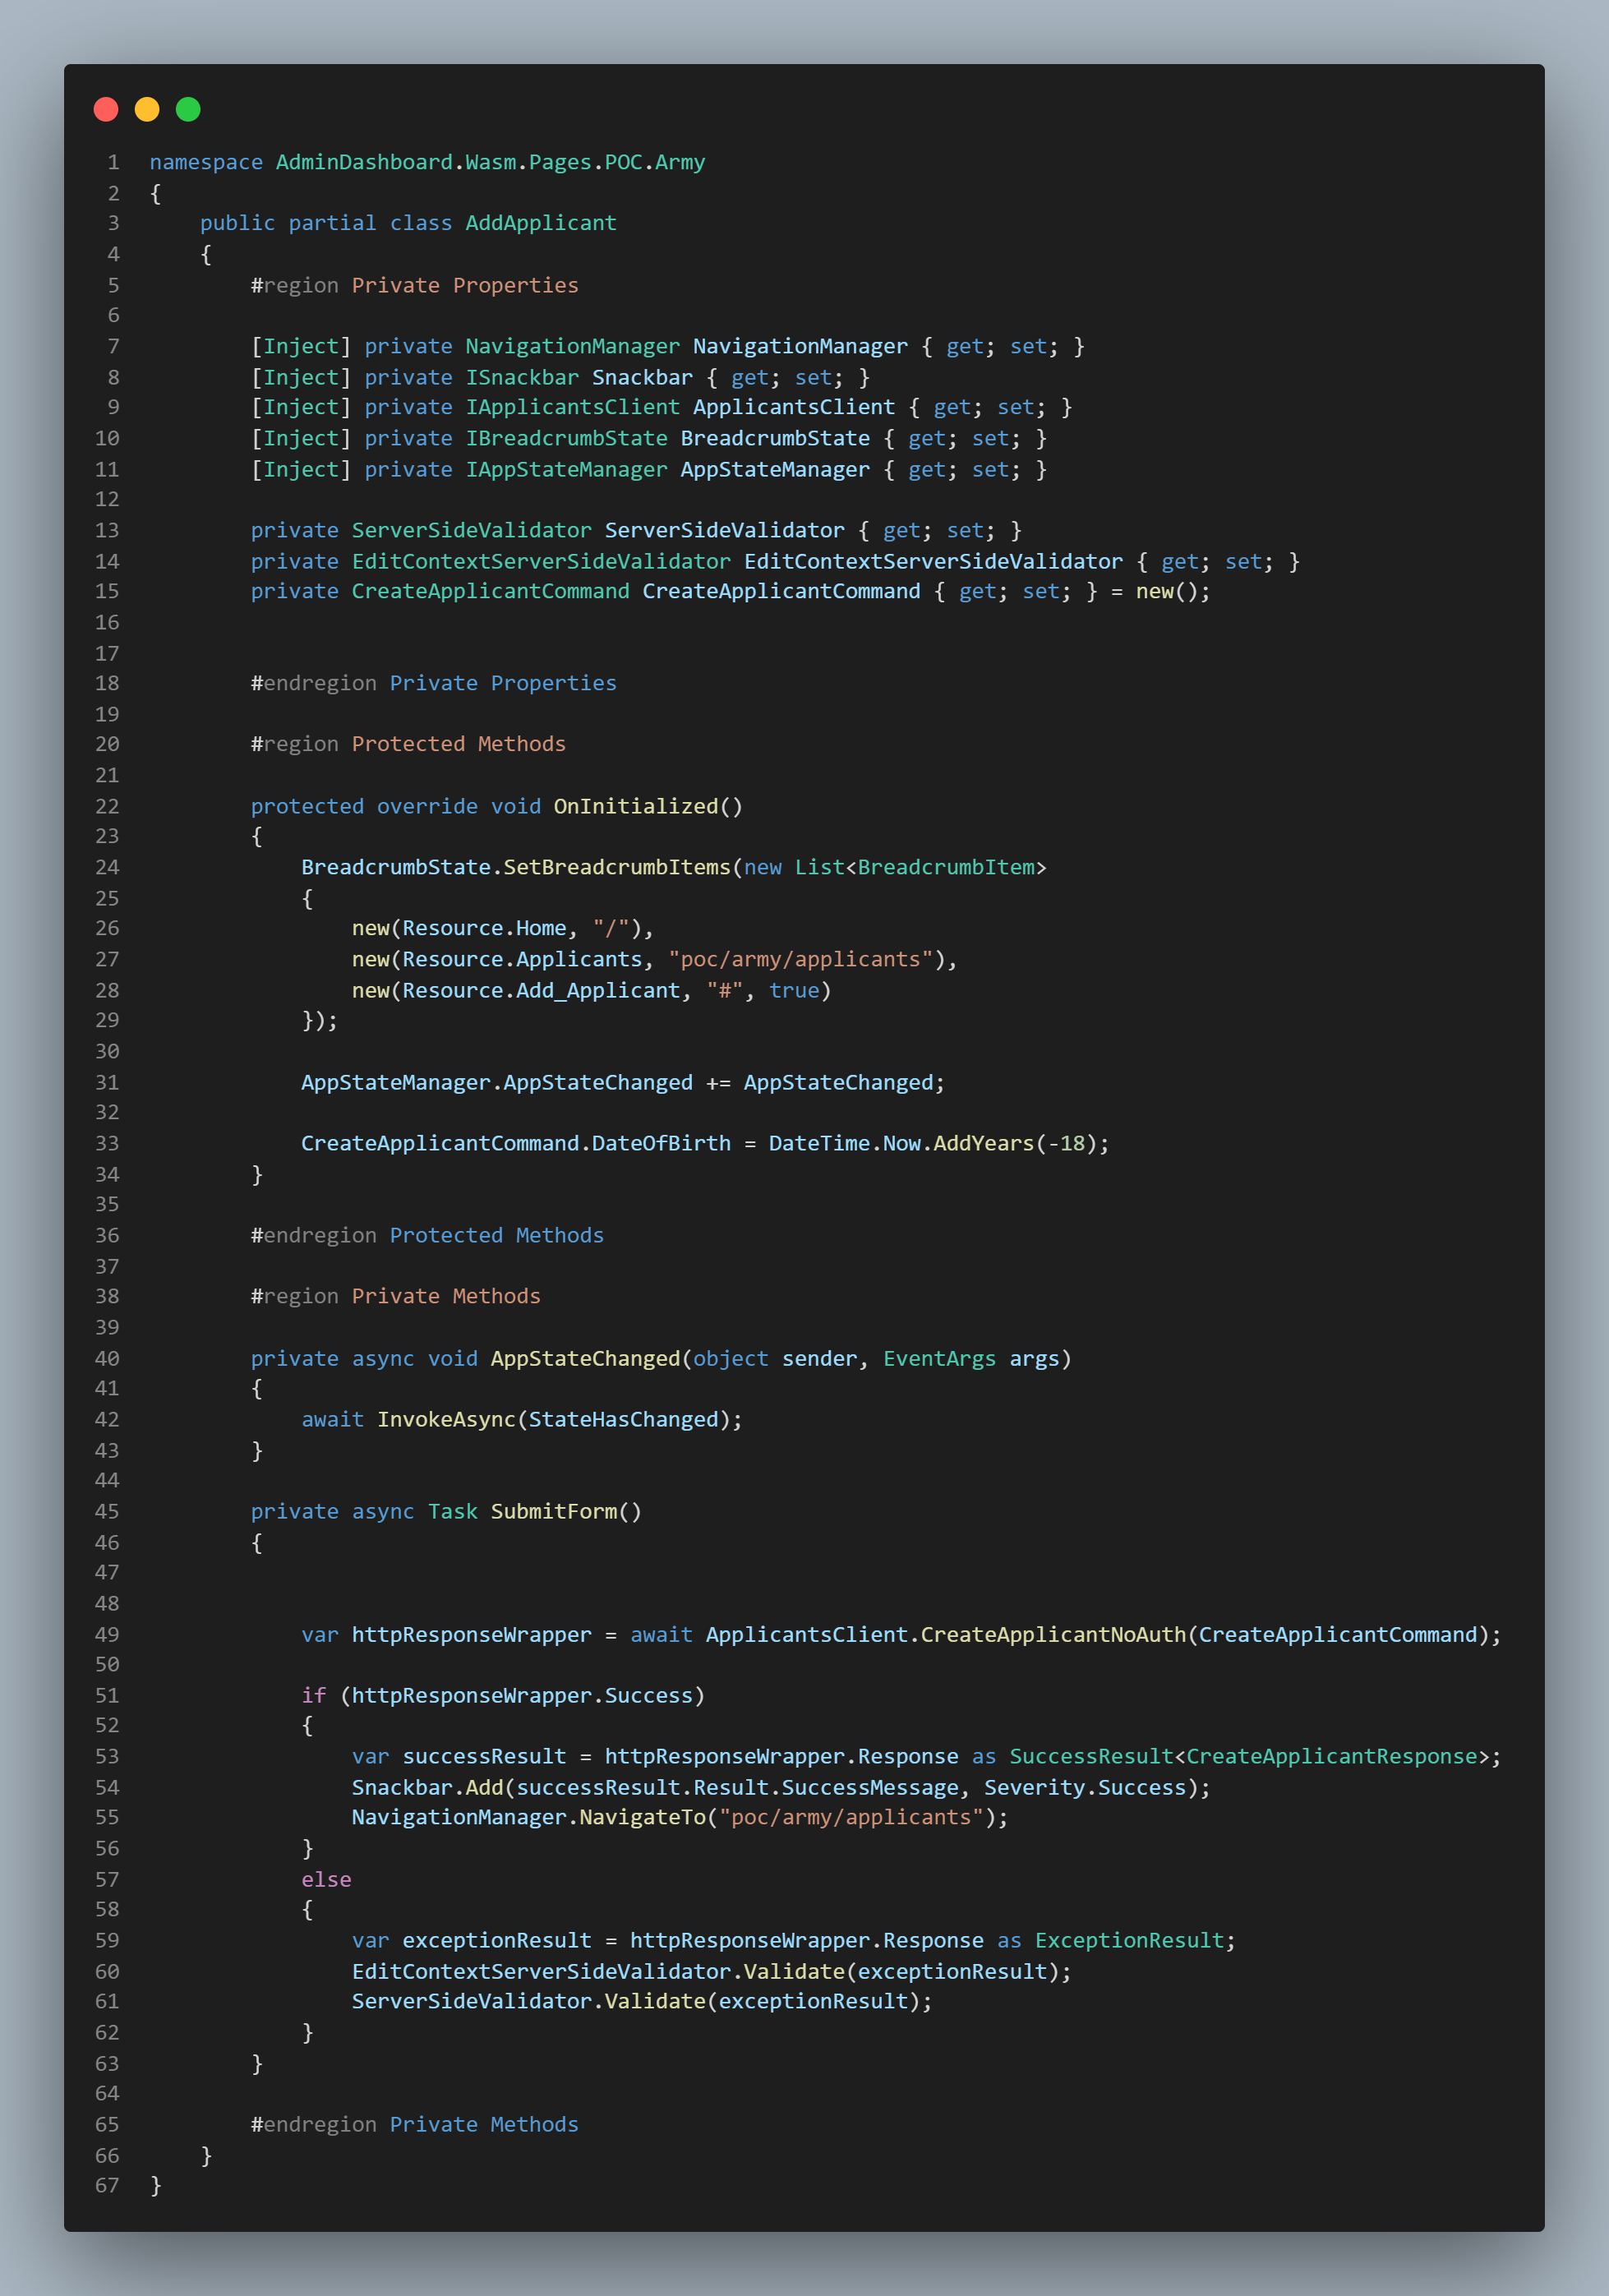 1 namespace AdminDashboard.Wasm.Pages.POC.Army
2 {
3     public partial class AddApplicant
4     {
5         #region Private Properties
6
7         [Inject] private NavigationManager NavigationManager { get; set; }
8         [Inject] private ISnackbar Snackbar { get; set; }
9         [Inject] private IApplicantsClient ApplicantsClient { get; set; }
10         [Inject] private IBreadcrumbState BreadcrumbState { get; set; }
11         [Inject] private IAppStateManager AppStateManager { get; set; }
12
13         private ServerSideValidator ServerSideValidator { get; set; }
14         private EditContextServerSideValidator EditContextServerSideValidator { get; set; }
15         private CreateApplicantCommand CreateApplicantCommand { get; set; } = new();
16
17
18         #endregion Private Properties
19
20         #region Protected Methods
21
22         protected override void OnInitialized()
23         {
24             BreadcrumbState.SetBreadcrumbItems(new List<BreadcrumbItem>
25             {
26                 new(Resource.Home, "/"),
27                 new(Resource.Applicants, "poc/army/applicants"),
28                 new(Resource.Add_Applicant, "#", true)
29             });
30
31             AppStateManager.AppStateChanged += AppStateChanged;
32
33             CreateApplicantCommand.DateOfBirth = DateTime.Now.AddYears(-18);
34         }
35
36         #endregion Protected Methods
37
38         #region Private Methods
39
40         private async void AppStateChanged(object sender, EventArgs args)
41         {
42             await InvokeAsync(StateHasChanged);
43         }
44
45         private async Task SubmitForm()
46         {
47
48
49             var httpResponseWrapper = await ApplicantsClient.CreateApplicantNoAuth(CreateApplicantCommand);
50
51             if (httpResponseWrapper.Success)
52             {
53                 var successResult = httpResponseWrapper.Response as SuccessResult<CreateApplicantResponse>;
54                 Snackbar.Add(successResult.Result.SuccessMessage, Severity.Success);
55                 NavigationManager.NavigateTo("poc/army/applicants");
56             }
57             else
58             {
59                 var exceptionResult = httpResponseWrapper.Response as ExceptionResult;
60                 EditContextServerSideValidator.Validate(exceptionResult);
61                 ServerSideValidator.Validate(exceptionResult);
62             }
63         }
64
65         #endregion Private Methods
66     }
67 }